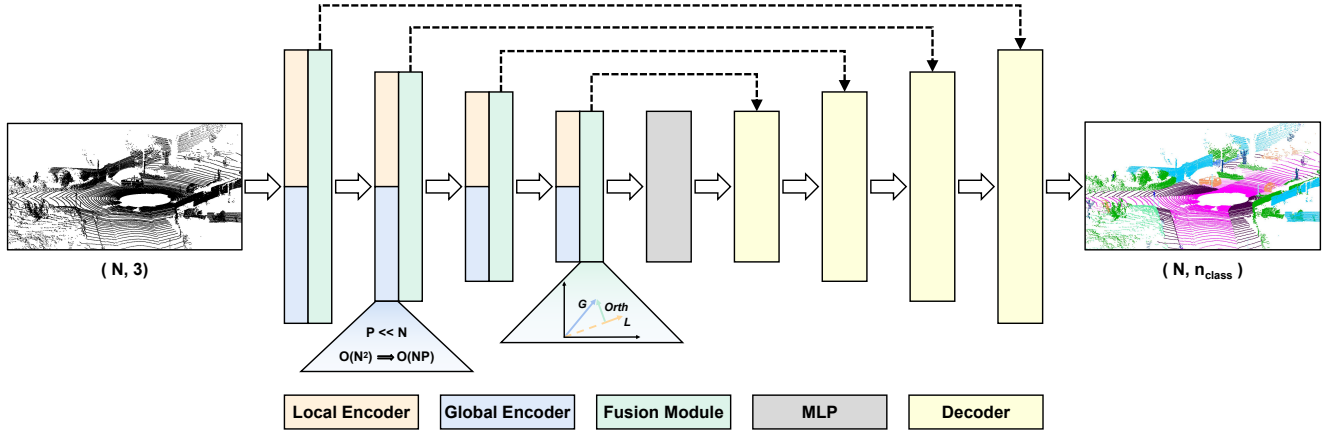 ( N, 3)
( N, n_class )
P << N
O(N²) ⟹ O(NP)
G
Orth
L
Local Encoder
Global Encoder
Fusion Module
MLP
Decoder